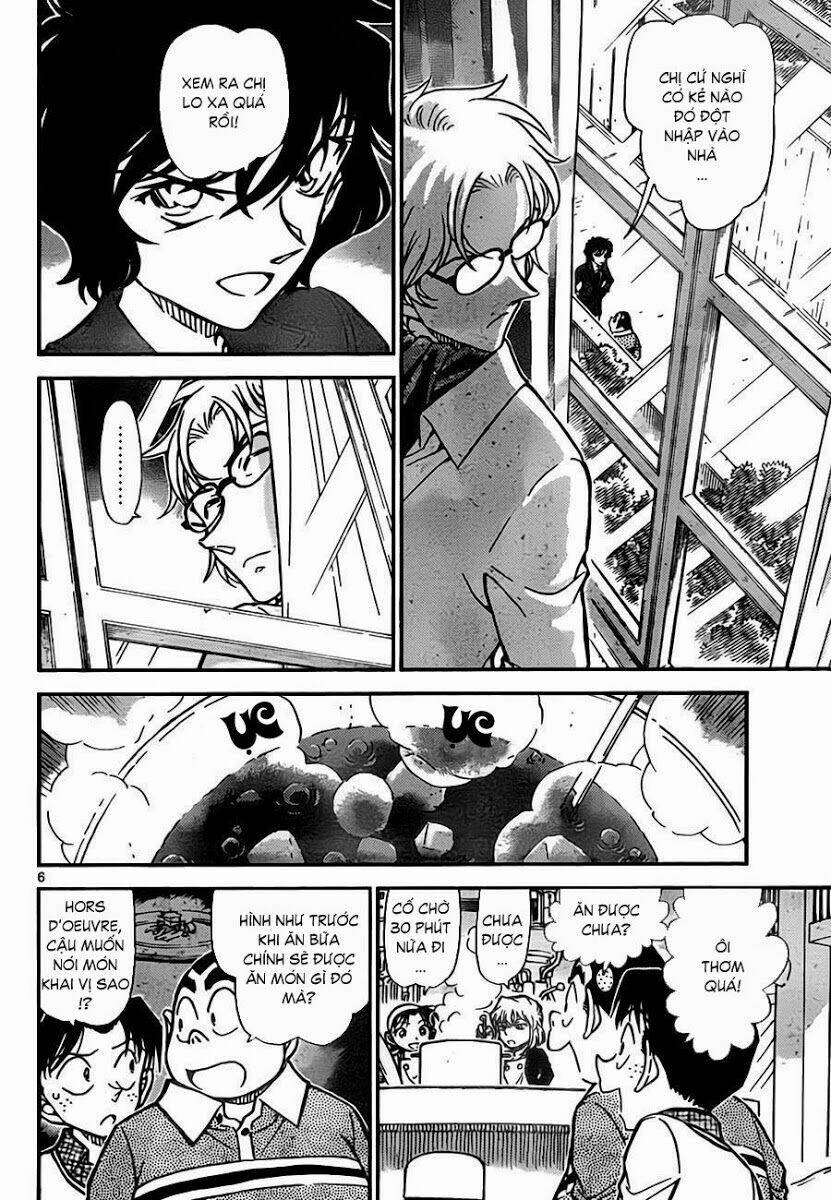 CHỊ CỨ NGHĨ
CÓ KẺ NÀO
ĐÓ ĐỘT
NHẬP VÀO
NHÀ
...
XEM RA CHỊ
LO XA QUÁ
RỒI!
........
ỤC
ỤC
6
ÔI
THƠM
QUÁ!
ĂN ĐƯỢC
CHƯA?
CHƯA
ĐƯỢC
...
CỐ CHỜ
30 PHÚT
NỮA ĐI
...
HÌNH NHƯ TRƯỚC
KHI ĂN BỮA
CHÍNH SẼ ĐƯỢC
ĂN MÓN GÌ ĐÓ
MÀ?
HORS
D'OEUVRE,
CẬU MUỐN
NÓI MÓN
KHAI VỊ SAO
!?